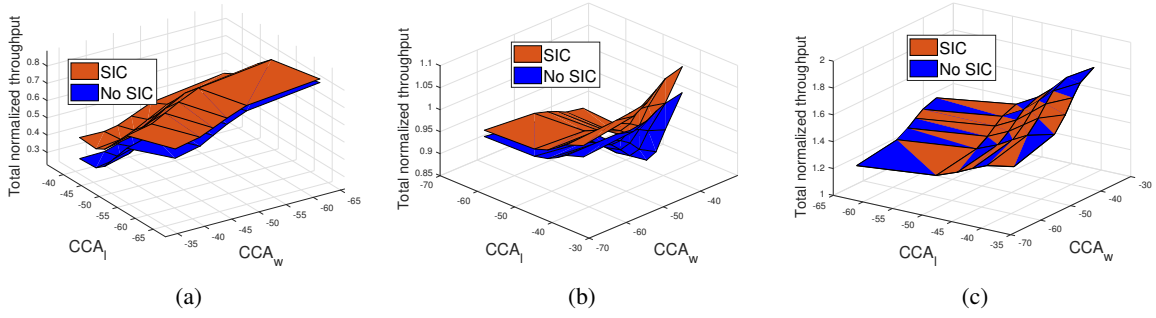 Total normalized throughput
0.8
0.7
0.6
0.5
0.4
0.3
SIC
No SIC
-40
-45
-50
-55
-60
-65
CCA_l
-35
-40
-45
-50
-55
-60
-65
CCA_w
(a)
Total normalized throughput
1.1
1.05
1
0.95
0.9
0.85
SIC
No SIC
-70
-60
-50
-40
-30
CCA_l
-60
-50
-40
CCA_w
(b)
Total normalized throughput
2
1.8
1.6
1.4
1.2
1
SIC
No SIC
-65
-60
-55
-50
-45
-40
-35
CCA_l
-70
-60
-50
-40
-30
CCA_w
(c)